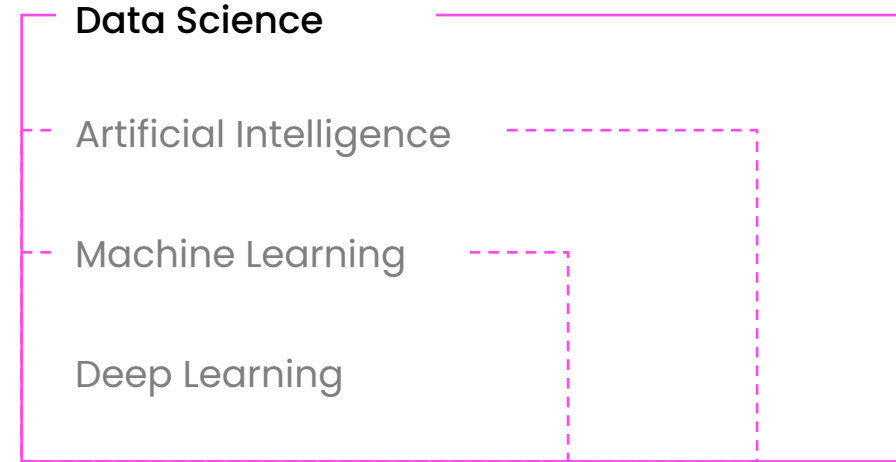 Data Science
Artificial Intelligence
Machine Learning
Deep Learning